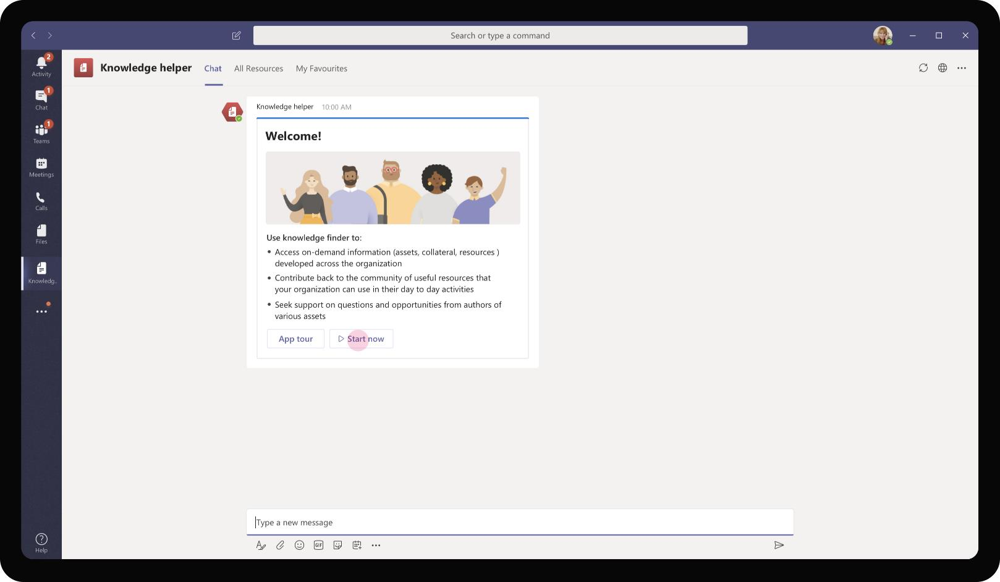 Search or type a command
2
Activity
1
Chat
1
Teams
Meetings
Calls
Files
Knowledg..
Help
Knowledge helper
Chat
All Resources
My Favourites
Knowledge helper 10:00 AM
Welcome!
Use knowledge finder to:
• Access on-demand information (assets, collateral, resources )
developed across the organization
• Contribute back to the community of useful resources that
your organization can use in their day to day activities
• Seek support on questions and opportunities from authors of
various assets
App tour
Start now
Type a new message
GIF